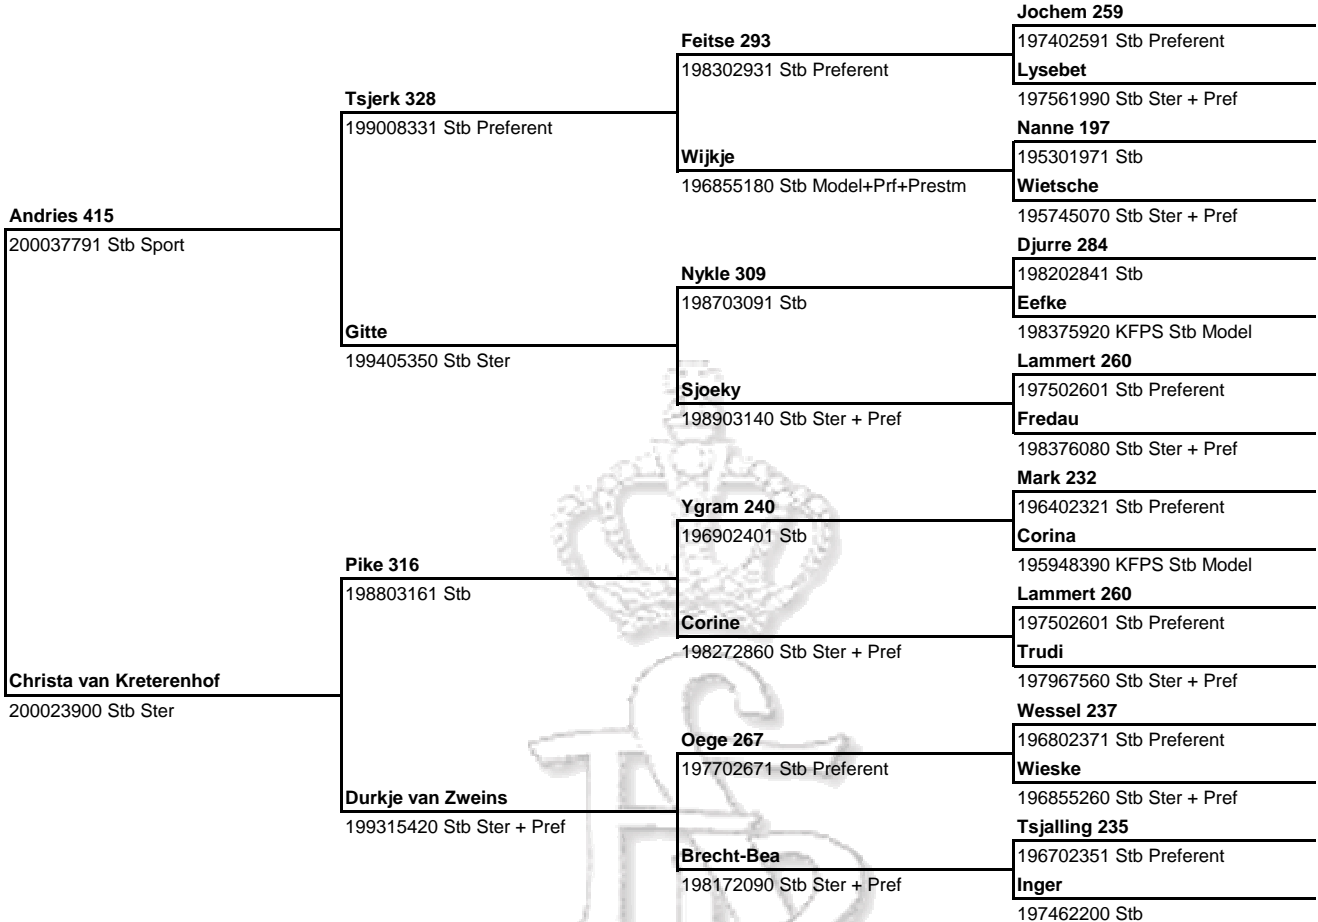 Jochem 259
Feitse 293
197402591 Stb Preferent
198302931 Stb Preferent
Lysebet
Tsjerk 328
197561990 Stb Ster + Pref
199008331 Stb Preferent
Nanne 197
Wijkje
195301971 Stb
196855180 Stb Model+Prf+Prestm
Wietsche
Andries 415
195745070 Stb Ster + Pref
200037791 Stb Sport
Djurre 284
Nykle 309
198202841 Stb
198703091 Stb
Eefke
Gitte
198375920 KFPS Stb Model
199405350 Stb Ster
Lammert 260
Sjoeky
197502601 Stb Preferent
198903140 Stb Ster + Pref
Fredau
198376080 Stb Ster + Pref
Mark 232
Ygram 240
196402321 Stb Preferent
196902401 Stb
Corina
Pike 316
195948390 KFPS Stb Model
198803161 Stb
Lammert 260
Corine
197502601 Stb Preferent
198272860 Stb Ster + Pref
Trudi
Christa van Kreterenhof
197967560 Stb Ster + Pref
200023900 Stb Ster
Wessel 237
Oege 267
196802371 Stb Preferent
197702671 Stb Preferent
Wieske
Durkje van Zweins
196855260 Stb Ster + Pref
199315420 Stb Ster + Pref
Tsjalling 235
Brecht-Bea
196702351 Stb Preferent
198172090 Stb Ster + Pref
Inger
197462200 Stb